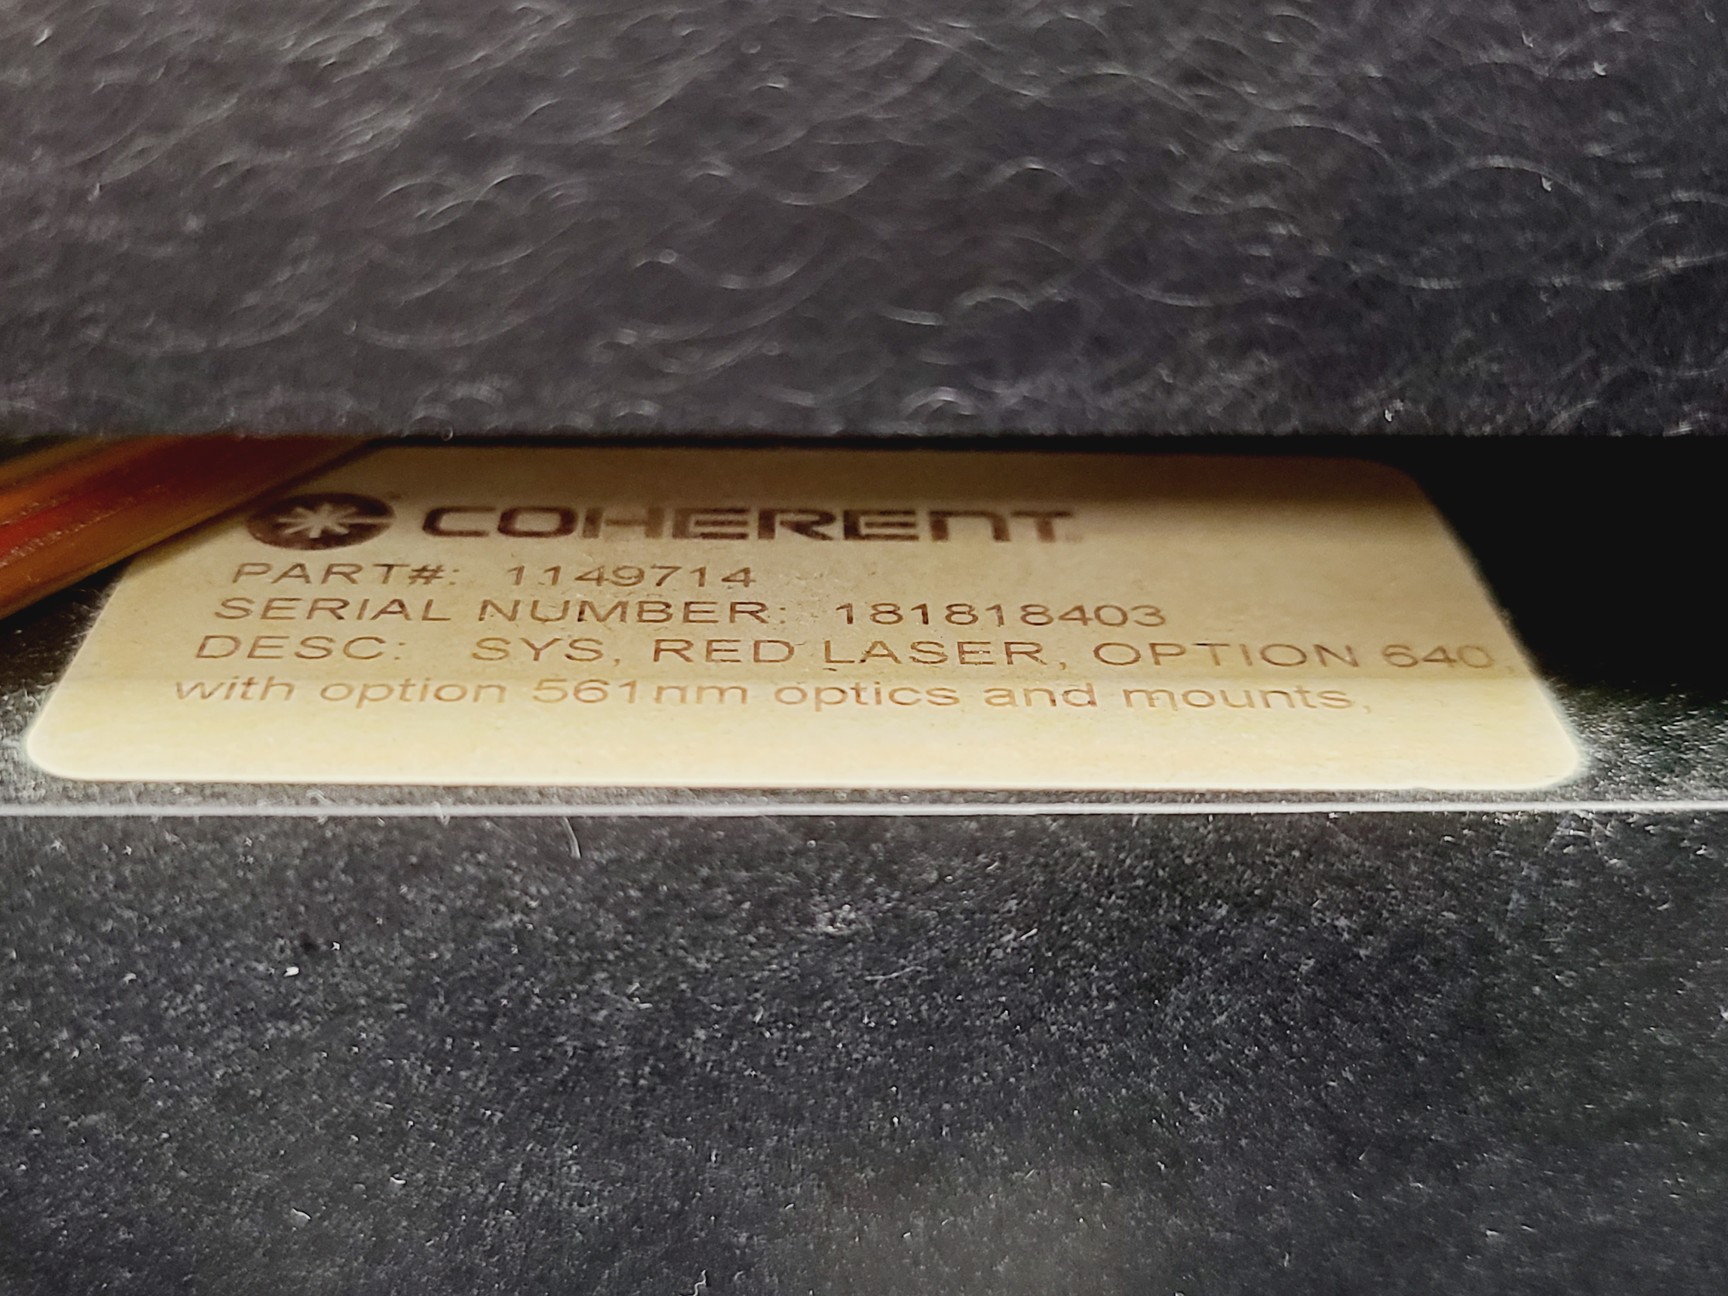 COHERENT
PART#: 1149714
SERIAL NUMBER: 181818403
DESC: SYS, RED LASER, OPTION 640,
with option 561nm optics and mounts,